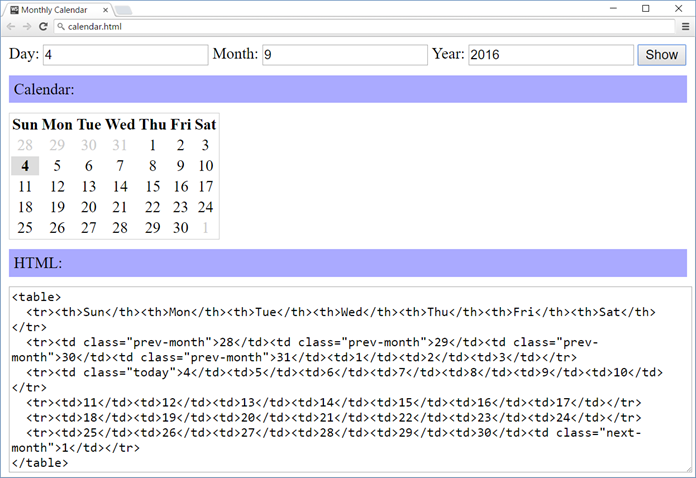 Monthly Calendar
calendar.html
Day: 4 Month: 9 Year: 2016 Show
Calendar:
Sun Mon Tue Wed Thu Fri Sat
28 29 30 31 1 2 3
4 5 6 7 8 9 10
11 12 13 14 15 16 17
18 19 20 21 22 23 24
25 26 27 28 29 30 1
HTML:
<table>
  <tr><th>Sun</th><th>Mon</th><th>Tue</th><th>Wed</th><th>Thu</th><th>Fri</th><th>Sat</th>
</tr>
  <tr><td class="prev-month">28</td><td class="prev-month">29</td><td class="prev-
month">30</td><td class="prev-month">31</td><td>1</td><td>2</td><td>3</td></tr>
  <tr><td class="today">4</td><td>5</td><td>6</td><td>7</td><td>8</td><td>9</td><td>10</td>
</tr>
  <tr><td>11</td><td>12</td><td>13</td><td>14</td><td>15</td><td>16</td><td>17</td></tr>
  <tr><td>18</td><td>19</td><td>20</td><td>21</td><td>22</td><td>23</td><td>24</td></tr>
  <tr><td>25</td><td>26</td><td>27</td><td>28</td><td>29</td><td>30</td><td class="next-
month">1</td></tr>
</table>